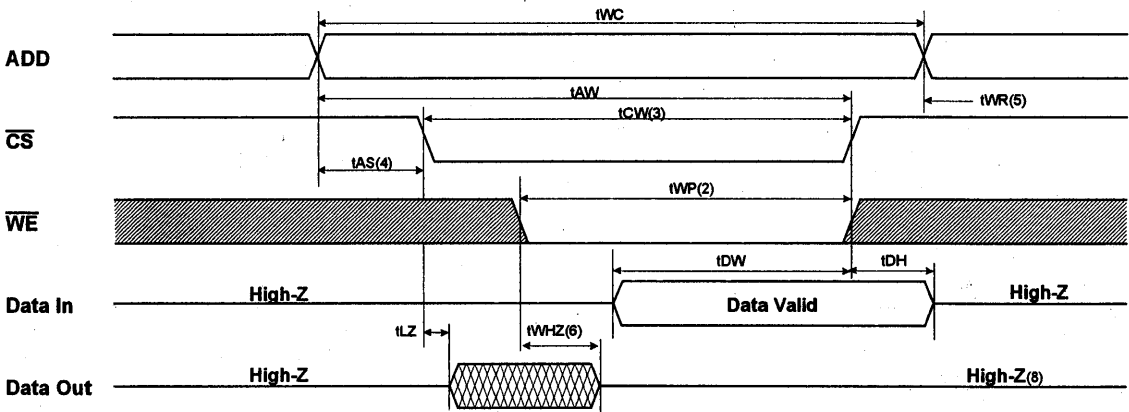 tWC
ADD
tAW
tWR(5)
tCW(3)
CS
tAS(4)
tWP(2)
WE
tDW
tDH
High-Z
High-Z
Data In
Data Valid
tLZ
tWHZ(6)
High-Z
High-Z(8)
Data Out